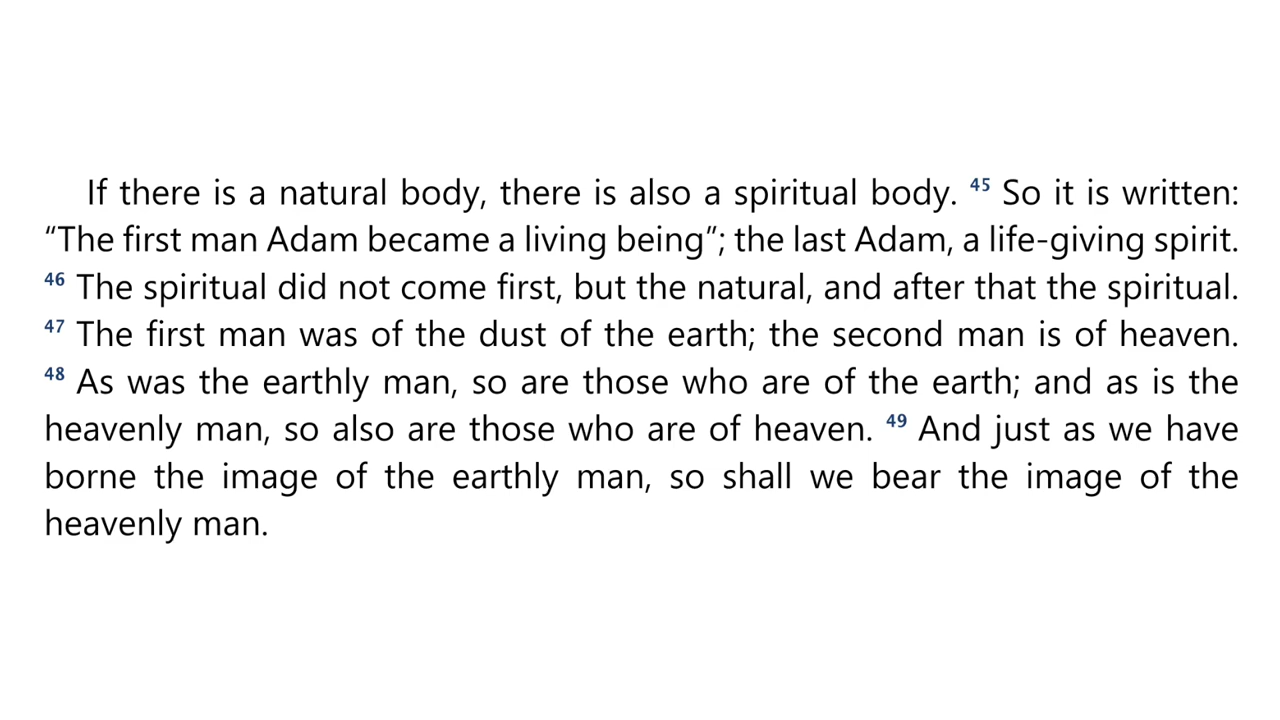 If there is a natural body, there is also a spiritual body. 45 So it is written:
“The first man Adam became a living being”; the last Adam, a life-giving spirit.
46 The spiritual did not come first, but the natural, and after that the spiritual.
47 The first man was of the dust of the earth; the second man is of heaven.
48 As was the earthly man, so are those who are of the earth; and as is the
heavenly man, so also are those who are of heaven. 49 And just as we have
borne the image of the earthly man, so shall we bear the image of the
heavenly man.